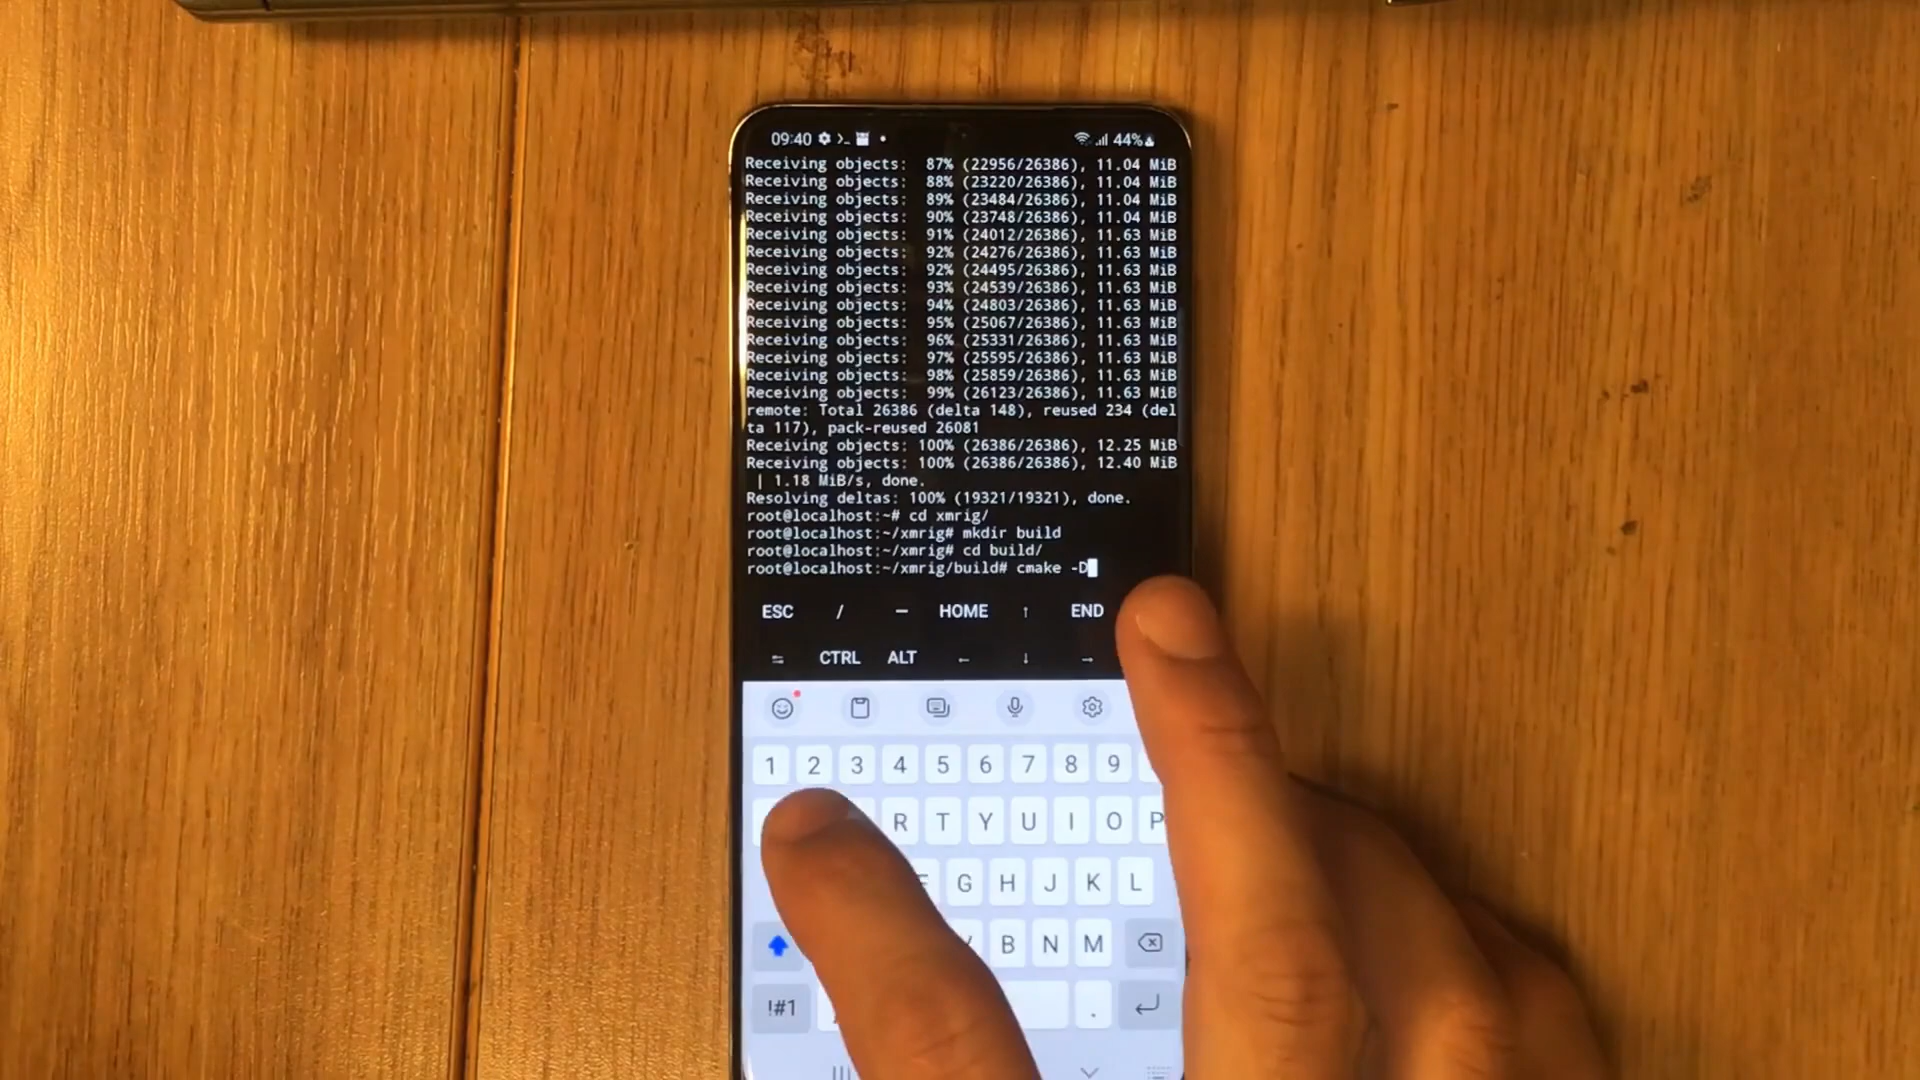 09:40 44%
Receiving objects: 87% (22956/26386), 11.04 MiB
Receiving objects: 88% (23220/26386), 11.04 MiB
Receiving objects: 89% (23484/26386), 11.04 MiB
Receiving objects: 90% (23748/26386), 11.04 MiB
Receiving objects: 91% (24012/26386), 11.63 MiB
Receiving objects: 92% (24276/26386), 11.63 MiB
Receiving objects: 92% (24495/26386), 11.63 MiB
Receiving objects: 93% (24539/26386), 11.63 MiB
Receiving objects: 94% (24803/26386), 11.63 MiB
Receiving objects: 95% (25067/26386), 11.63 MiB
Receiving objects: 96% (25331/26386), 11.63 MiB
Receiving objects: 97% (25595/26386), 11.63 MiB
Receiving objects: 98% (25859/26386), 11.63 MiB
Receiving objects: 99% (26123/26386), 11.63 MiB
remote: Total 26386 (delta 148), reused 234 (del
ta 117), pack-reused 26081
Receiving objects: 100% (26386/26386), 12.25 MiB
Receiving objects: 100% (26386/26386), 12.40 MiB
| 1.18 MiB/s, done.
Resolving deltas: 100% (19321/19321), done.
root@localhost:~# cd xmrig/
root@localhost:~/xmrig# mkdir build
root@localhost:~/xmrig# cd build/
root@localhost:~/xmrig/build# cmake -D
ESC / — HOME ↑ END
⇆ CTRL ALT ← ↓ →
1 2 3 4 5 6 7 8 9
R T Y U I O P
F G H J K L
V B N M
!#1 , .